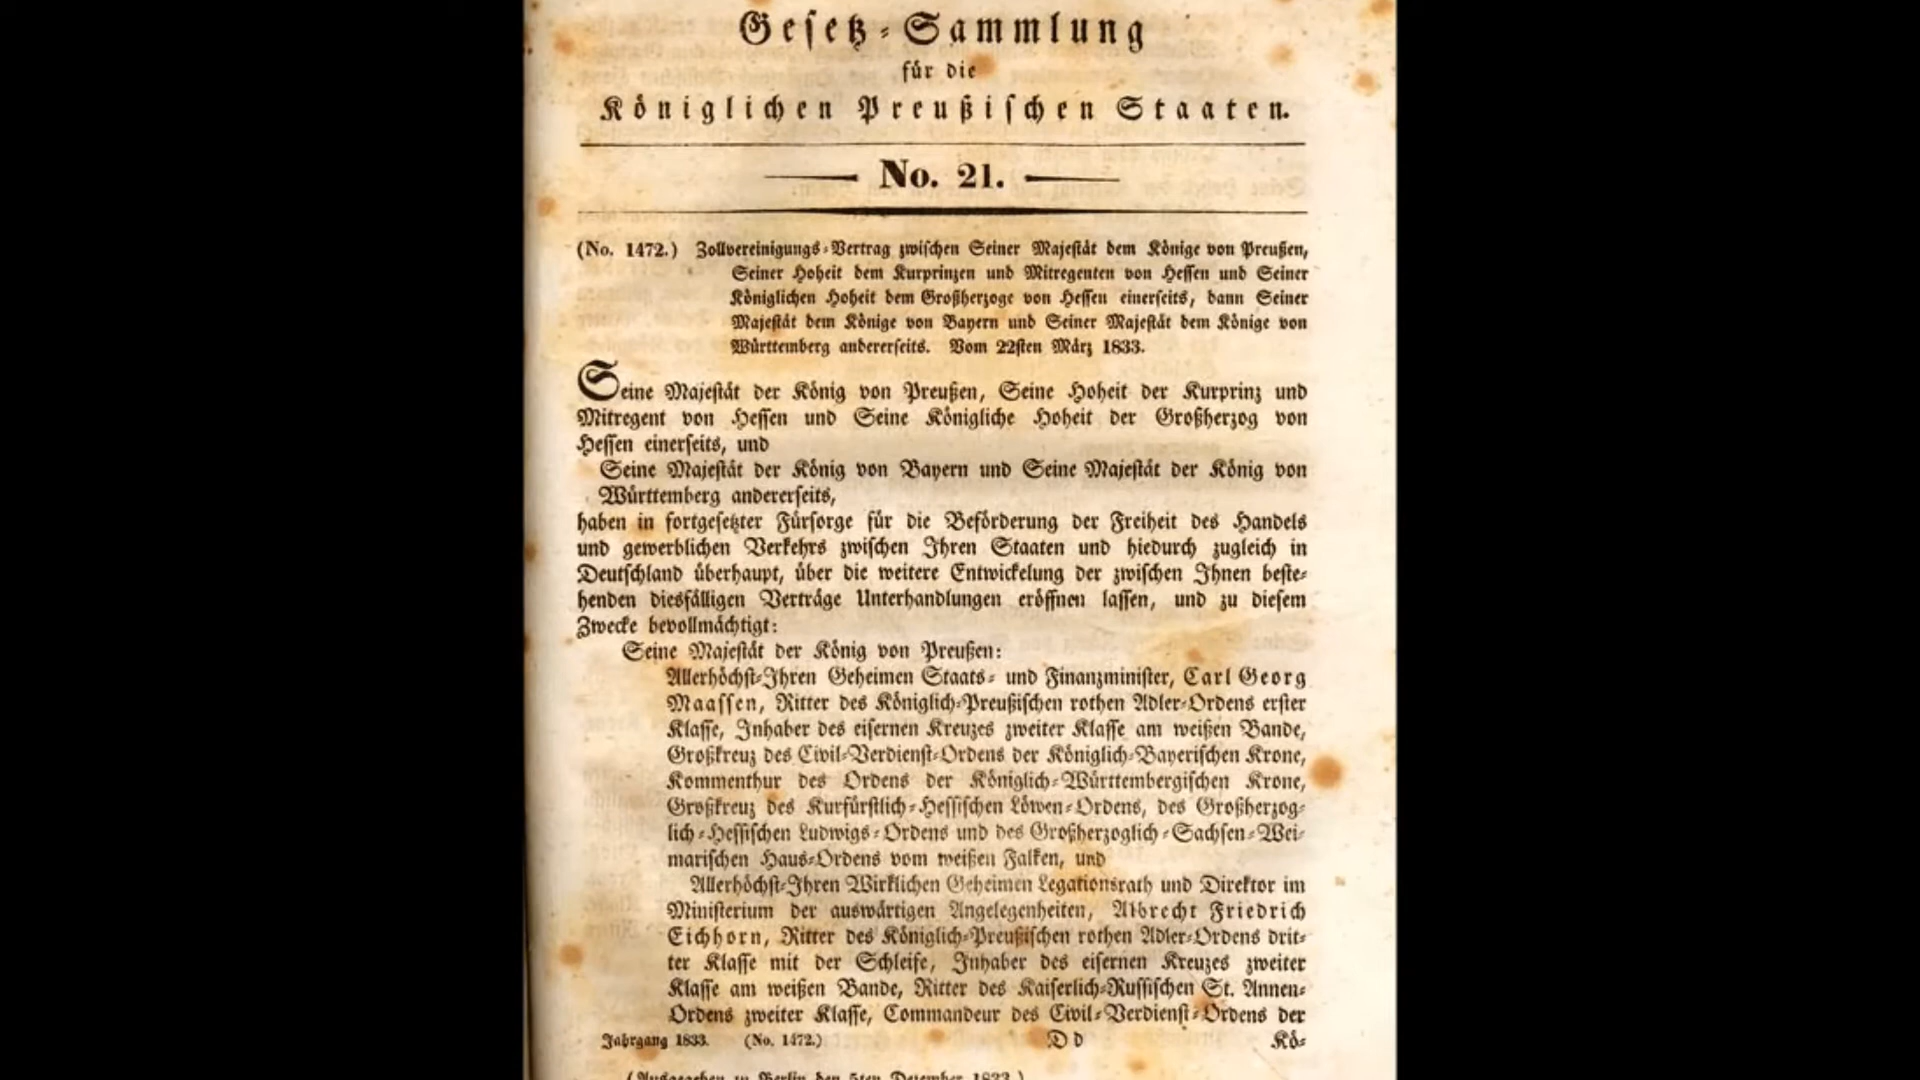 Gesetz-Sammlung
für die
Königlichen Preußischen Staaten.
No. 21.
(No. 1472.) Zollvereinigungs-Vertrag zwischen Seiner Majestät dem Könige von Preußen,
Seiner Hoheit dem Kurprinzen und Mitregenten von Hessen und Seiner
Königlichen Hoheit dem Großherzoge von Hessen einerseits, dann Seiner
Majestät dem Könige von Bayern und Seiner Majestät dem Könige von
Württemberg andererseits. Vom 22sten März 1833.
Seine Majestät der König von Preußen, Seine Hoheit der Kurprinz und
Mitregent von Hessen und Seine Königliche Hoheit der Großherzog von
Hessen einerseits, und
Seine Majestät der König von Bayern und Seine Majestät der König von
Württemberg andererseits,
haben in fortgesetzter Fürsorge für die Beförderung der Freiheit des Handels
und gewerblichen Verkehrs zwischen Ihren Staaten und hiedurch zugleich in
Deutschland überhaupt, über die weitere Entwickelung der zwischen Ihnen beste-
henden diesfälligen Verträge Unterhandlungen eröffnen lassen, und zu diesem
Zwecke bevollmächtigt:
Seine Majestät der König von Preußen:
Allerhöchst-Ihren Geheimen Staats- und Finanzminister, Carl Georg
Maassen, Ritter des Königlich-Preußischen rothen Adler-Ordens erster
Klasse, Inhaber des eisernen Kreuzes zweiter Klasse am weißen Bande,
Großkreuz des Civil-Verdienst-Ordens der Königlich-Bayerischen Krone,
Kommenthur des Ordens der Königlich-Württembergischen Krone,
Großkreuz des Kurfürstlich-Hessischen Löwen-Ordens, des Großherzog-
lich-Hessischen Ludwigs-Ordens und des Großherzoglich-Sachsen-Wei-
marischen Haus-Ordens vom weißen Falken, und
Allerhöchst-Ihren Wirklichen Geheimen Legationsrath und Direktor im
Ministerium der auswärtigen Angelegenheiten, Albrecht Friedrich
Eichhorn, Ritter des Königlich-Preußischen rothen Adler-Ordens drit-
ter Klasse mit der Schleife, Inhaber des eisernen Kreuzes zweiter
Klasse am weißen Bande, Ritter des Kaiserlich-Russischen St. Annen-
Ordens zweiter Klasse, Commandeur des Civil-Verdienst-Ordens der
Jahrgang 1833. (No. 1472.) D d Kö-
(Ausgegeben zu Berlin den 5ten Dezember 1833.)